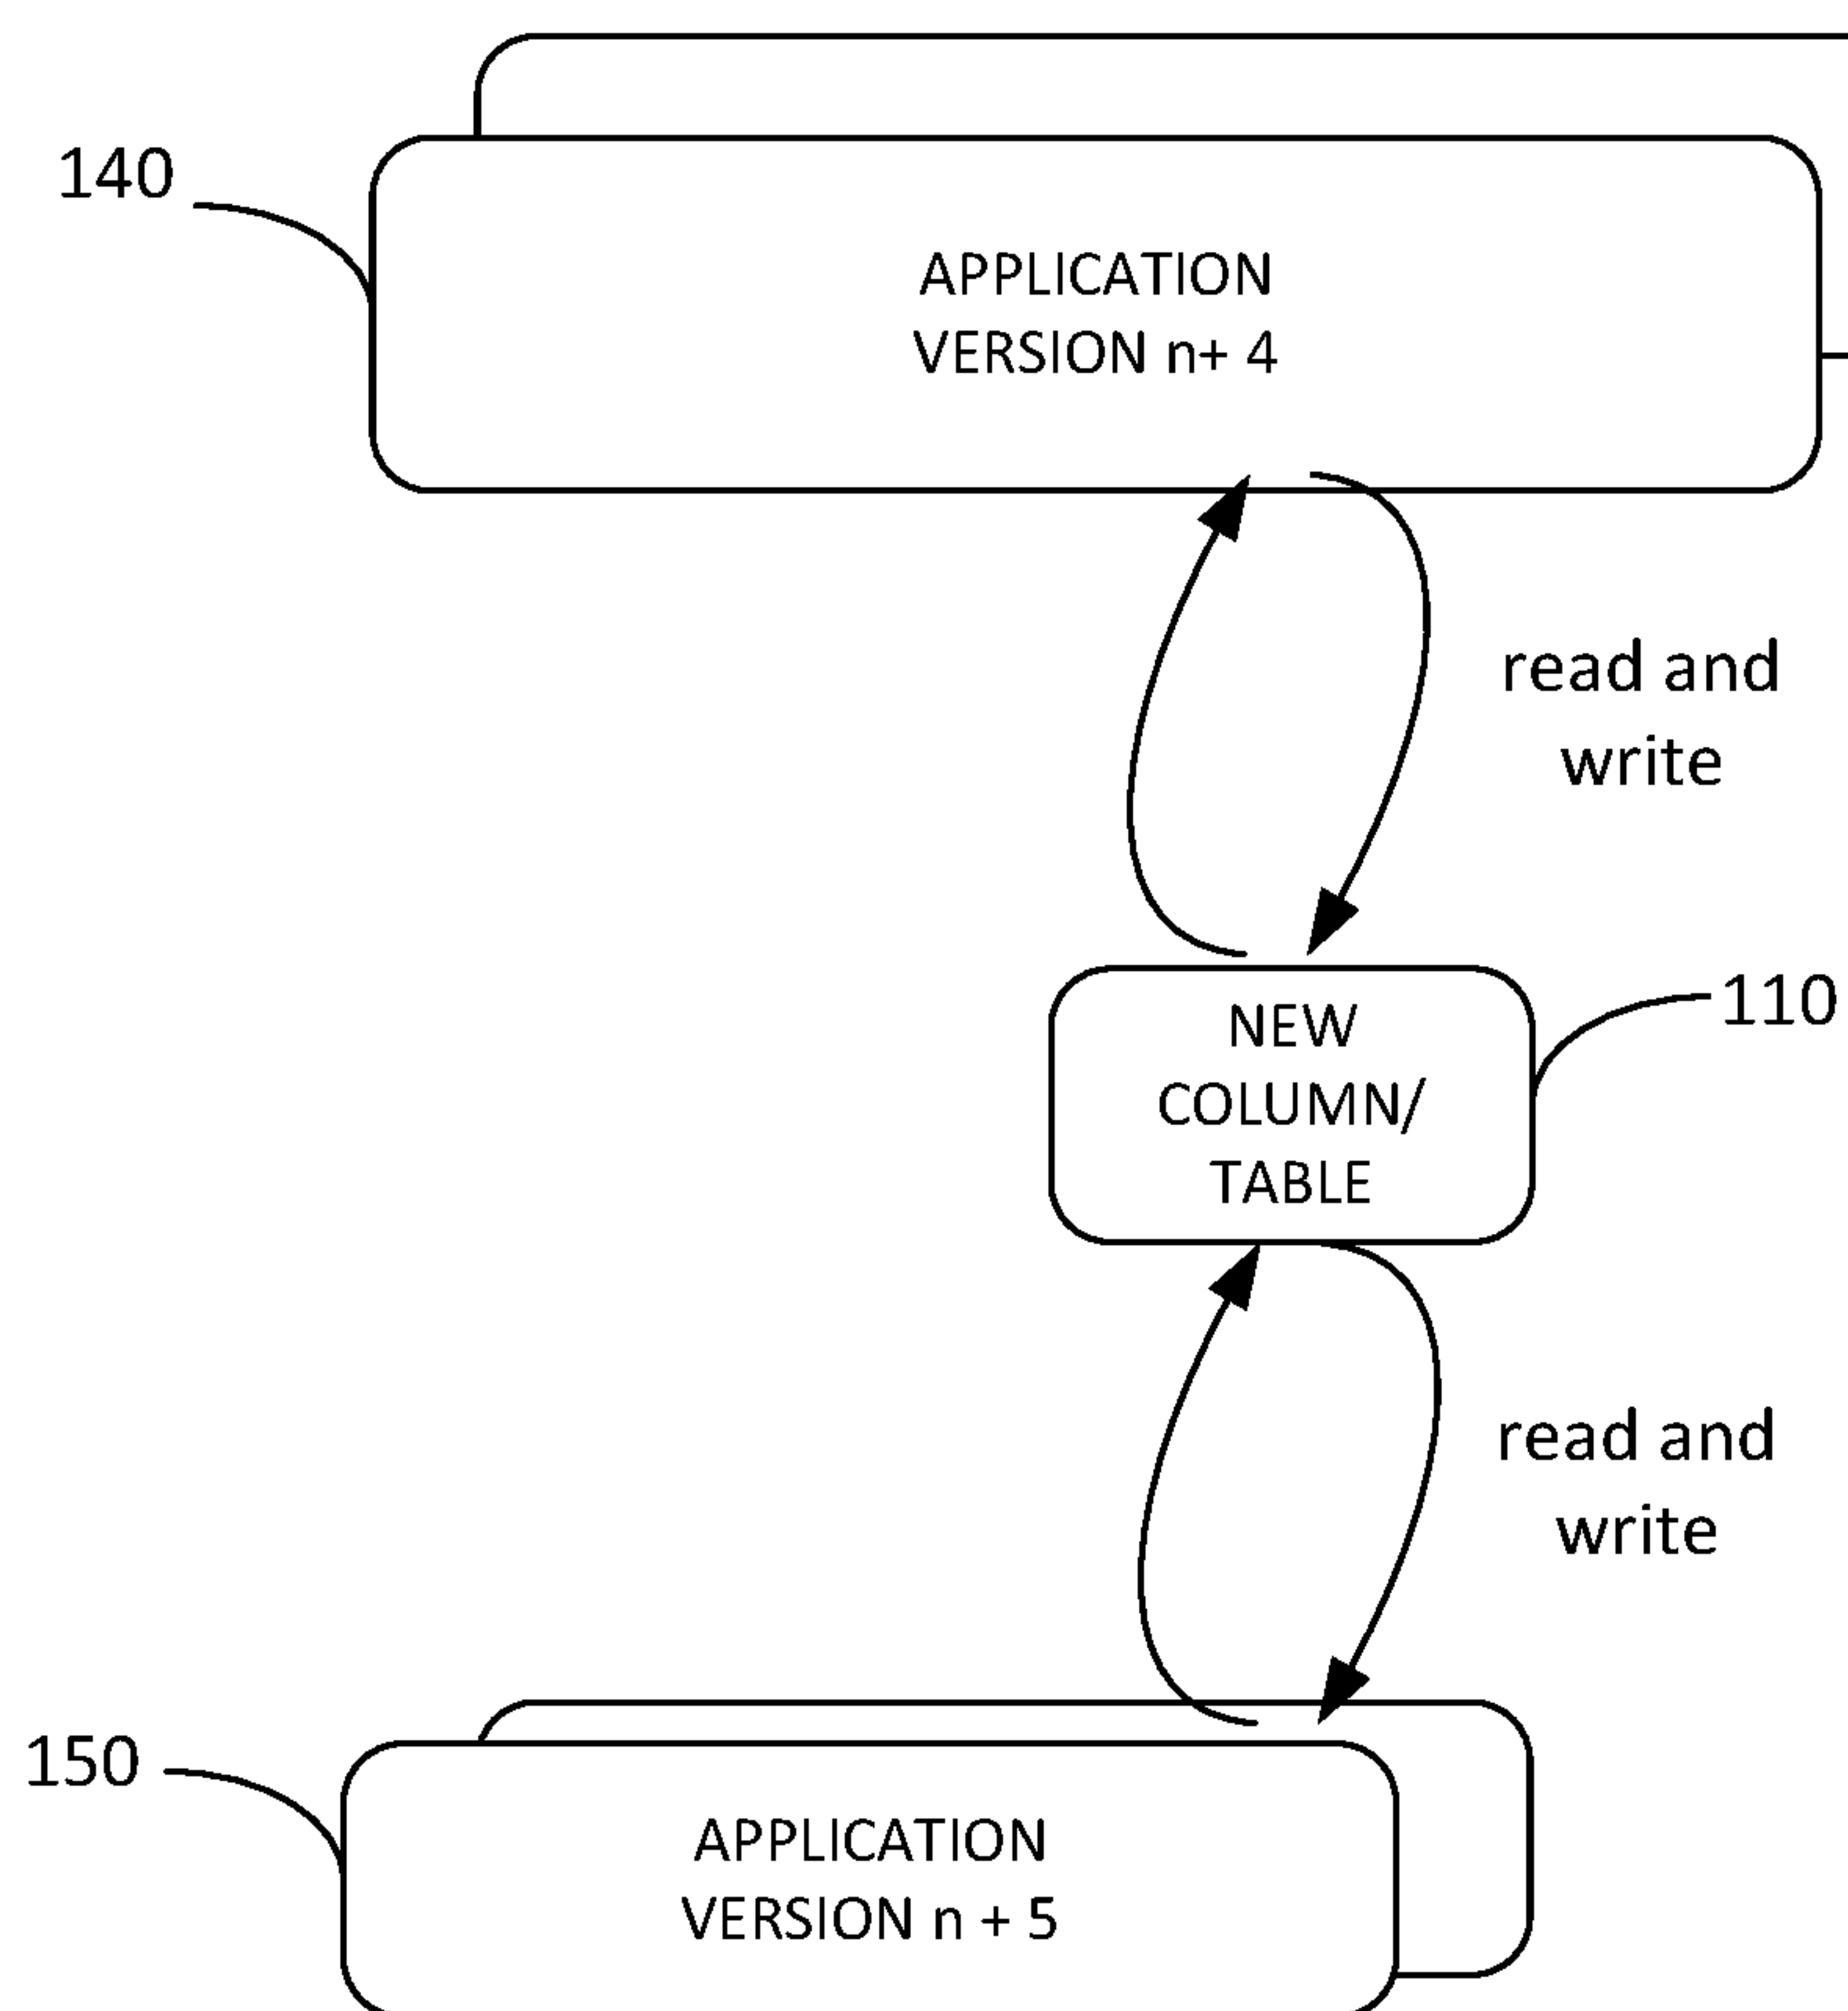 140
APPLICATION
VERSION n+ 4
read and
write
NEW
COLUMN/
TABLE
110
read and
write
150
APPLICATION
VERSION n + 5